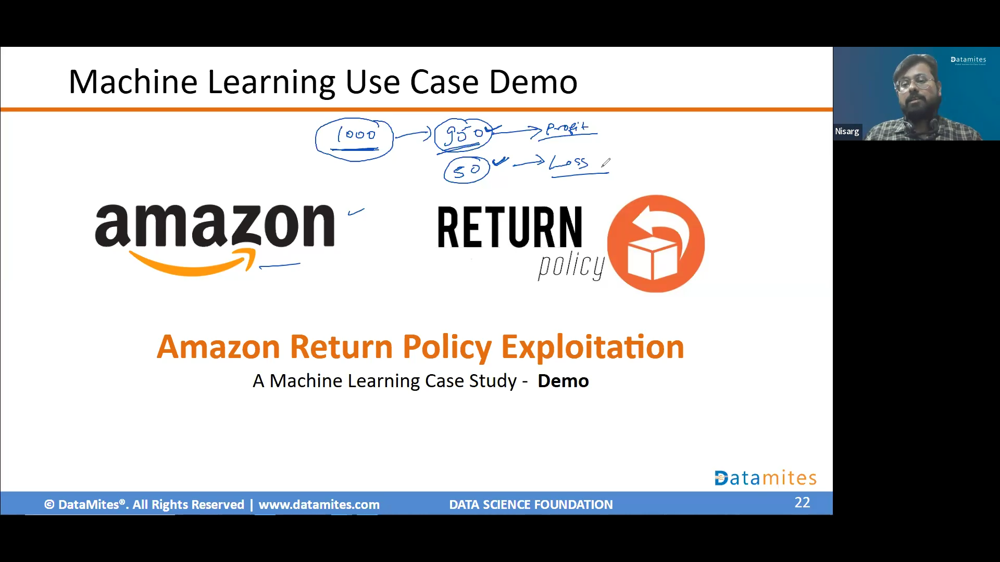 Machine Learning Use Case Demo
Datamites
Nisarg
1000 950 Profit
50 Loss
amazon
RETURN
policy
Amazon Return Policy Exploitation
A Machine Learning Case Study - Demo
Datamites
© DataMites®. All Rights Reserved | www.datamites.com DATA SCIENCE FOUNDATION 22